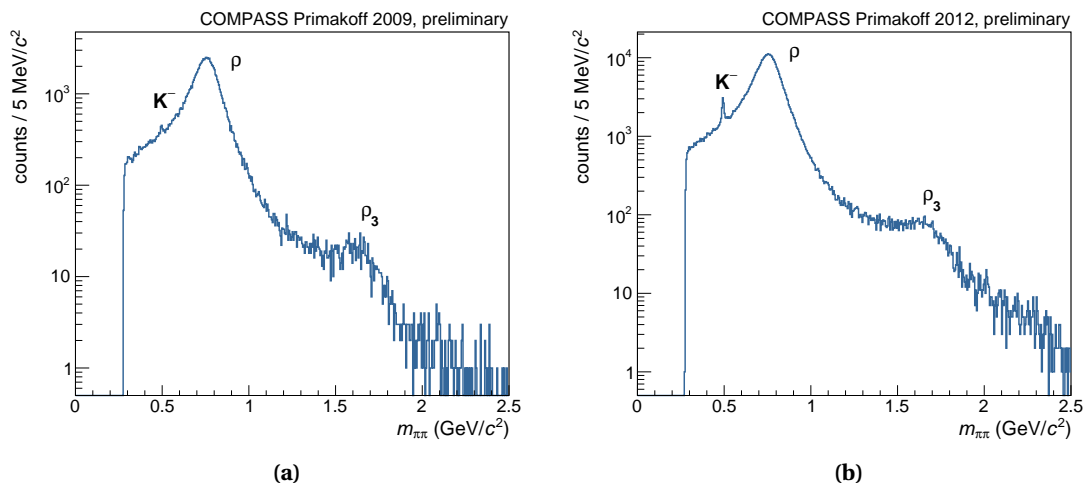 COMPASS Primakoff 2009, preliminary
counts / 5 MeV/c²
10³
10²
10
1
K⁻
ρ
ρ₃
0 0.5 1 1.5 2 2.5
m_ππ (GeV/c²)
(a)
COMPASS Primakoff 2012, preliminary
counts / 5 MeV/c²
10⁴
10³
10²
10
1
K⁻
ρ
ρ₃
0 0.5 1 1.5 2 2.5
m_ππ (GeV/c²)
(b)